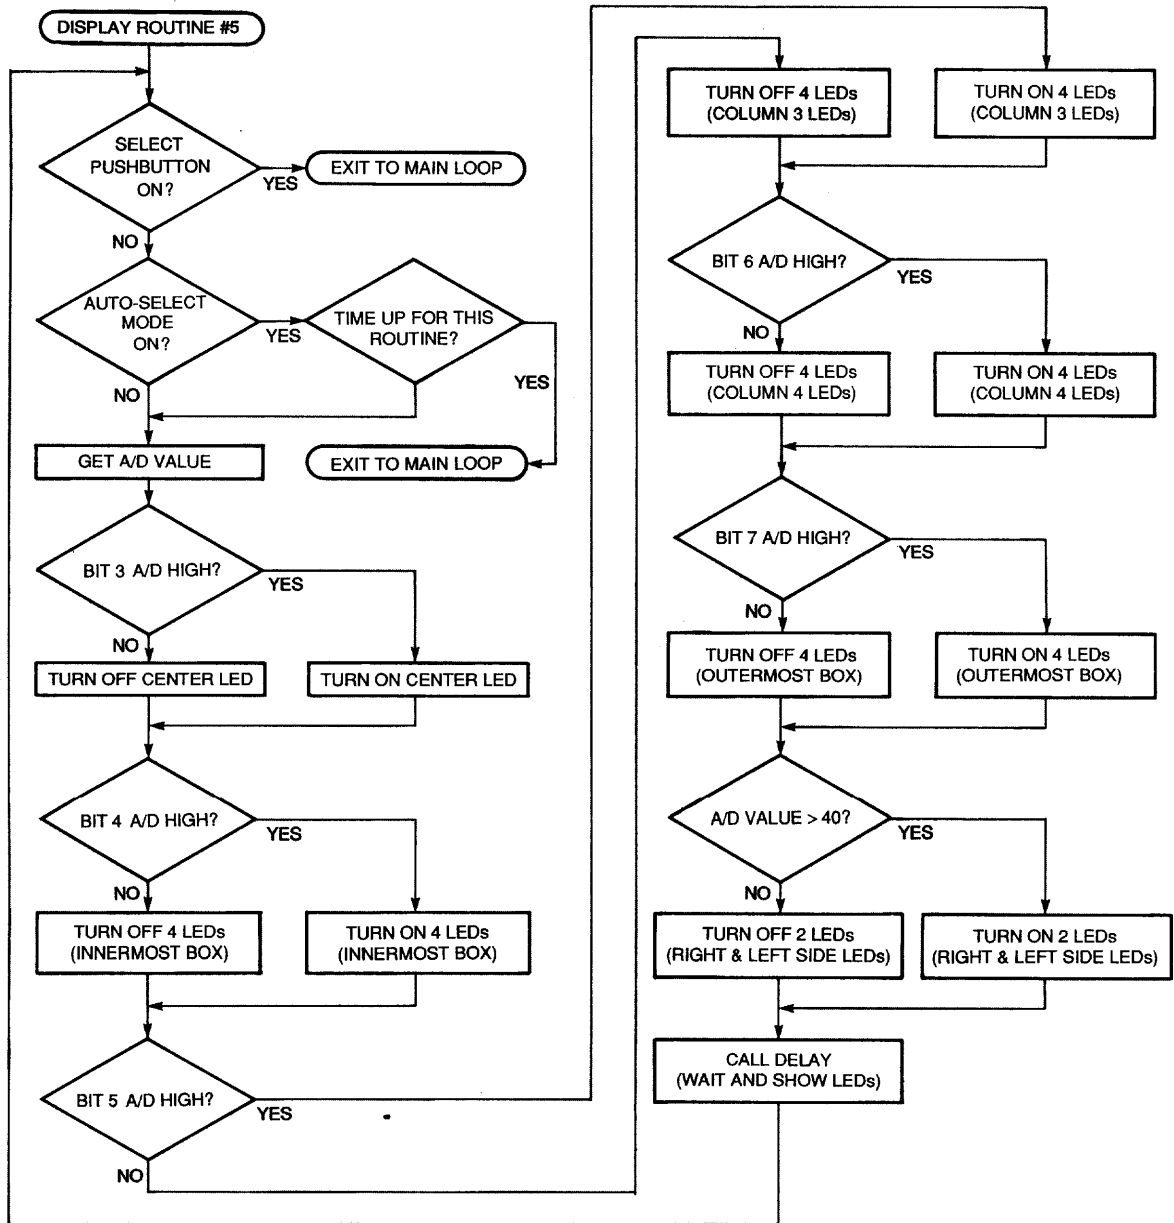 DISPLAY ROUTINE #5
SELECT
PUSHBUTTON
ON?
YES
EXIT TO MAIN LOOP
NO
AUTO-SELECT
MODE
ON?
YES
TIME UP FOR THIS
ROUTINE?
YES
NO
GET A/D VALUE
EXIT TO MAIN LOOP
BIT 3 A/D HIGH?
YES
NO
TURN OFF CENTER LED
TURN ON CENTER LED
BIT 4 A/D HIGH?
YES
NO
TURN OFF 4 LEDs
(INNERMOST BOX)
TURN ON 4 LEDs
(INNERMOST BOX)
BIT 5 A/D HIGH?
YES
NO
TURN OFF 4 LEDs
(COLUMN 3 LEDs)
TURN ON 4 LEDs
(COLUMN 3 LEDs)
BIT 6 A/D HIGH?
YES
NO
TURN OFF 4 LEDs
(COLUMN 4 LEDs)
TURN ON 4 LEDs
(COLUMN 4 LEDs)
BIT 7 A/D HIGH?
YES
NO
TURN OFF 4 LEDs
(OUTERMOST BOX)
TURN ON 4 LEDs
(OUTERMOST BOX)
A/D VALUE > 40?
YES
NO
TURN OFF 2 LEDs
(RIGHT & LEFT SIDE LEDs)
TURN ON 2 LEDs
(RIGHT & LEFT SIDE LEDs)
CALL DELAY
(WAIT AND SHOW LEDs)